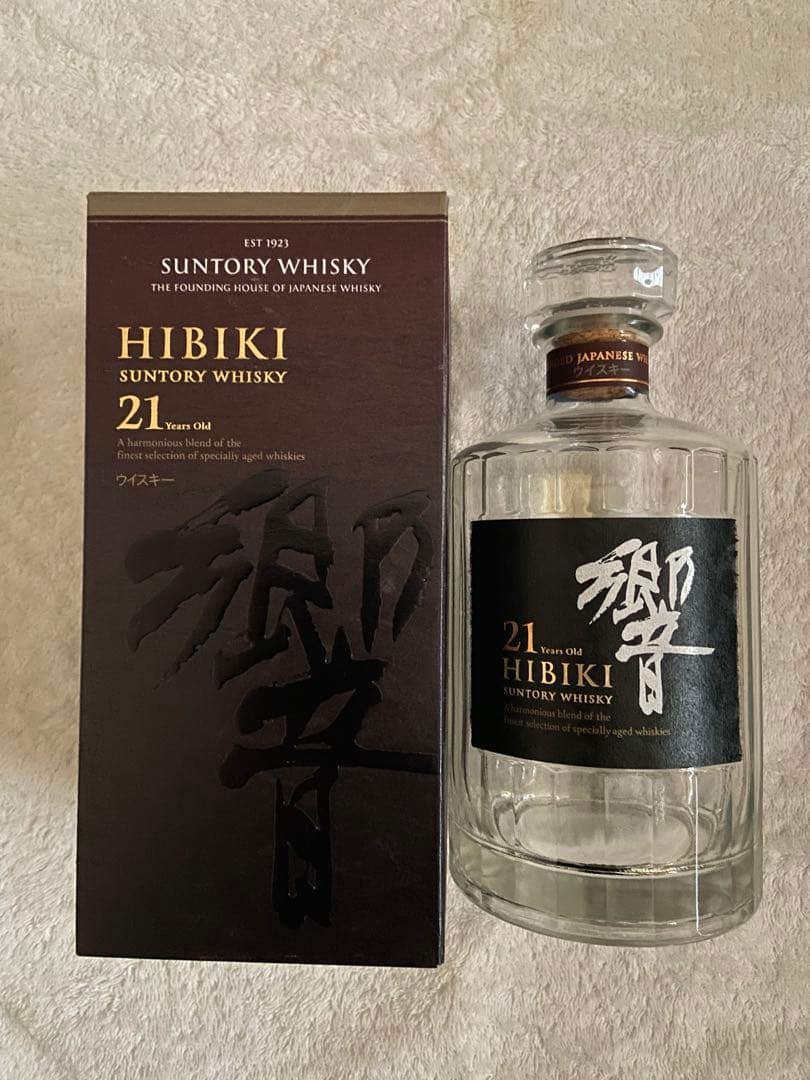 EST 1923
SUNTORY WHISKY
THE FOUNDING HOUSE OF JAPANESE WHISKY
HIBIKI
SUNTORY WHISKY
21 Years Old
A harmonious blend of the
finest selection of specially aged whiskies
ウイスキー
響
JAPANESE
ウイスキー
響
21 Years Old
HIBIKI
SUNTORY WHISKY
A harmonious blend of the
finest selection of specially aged whiskies